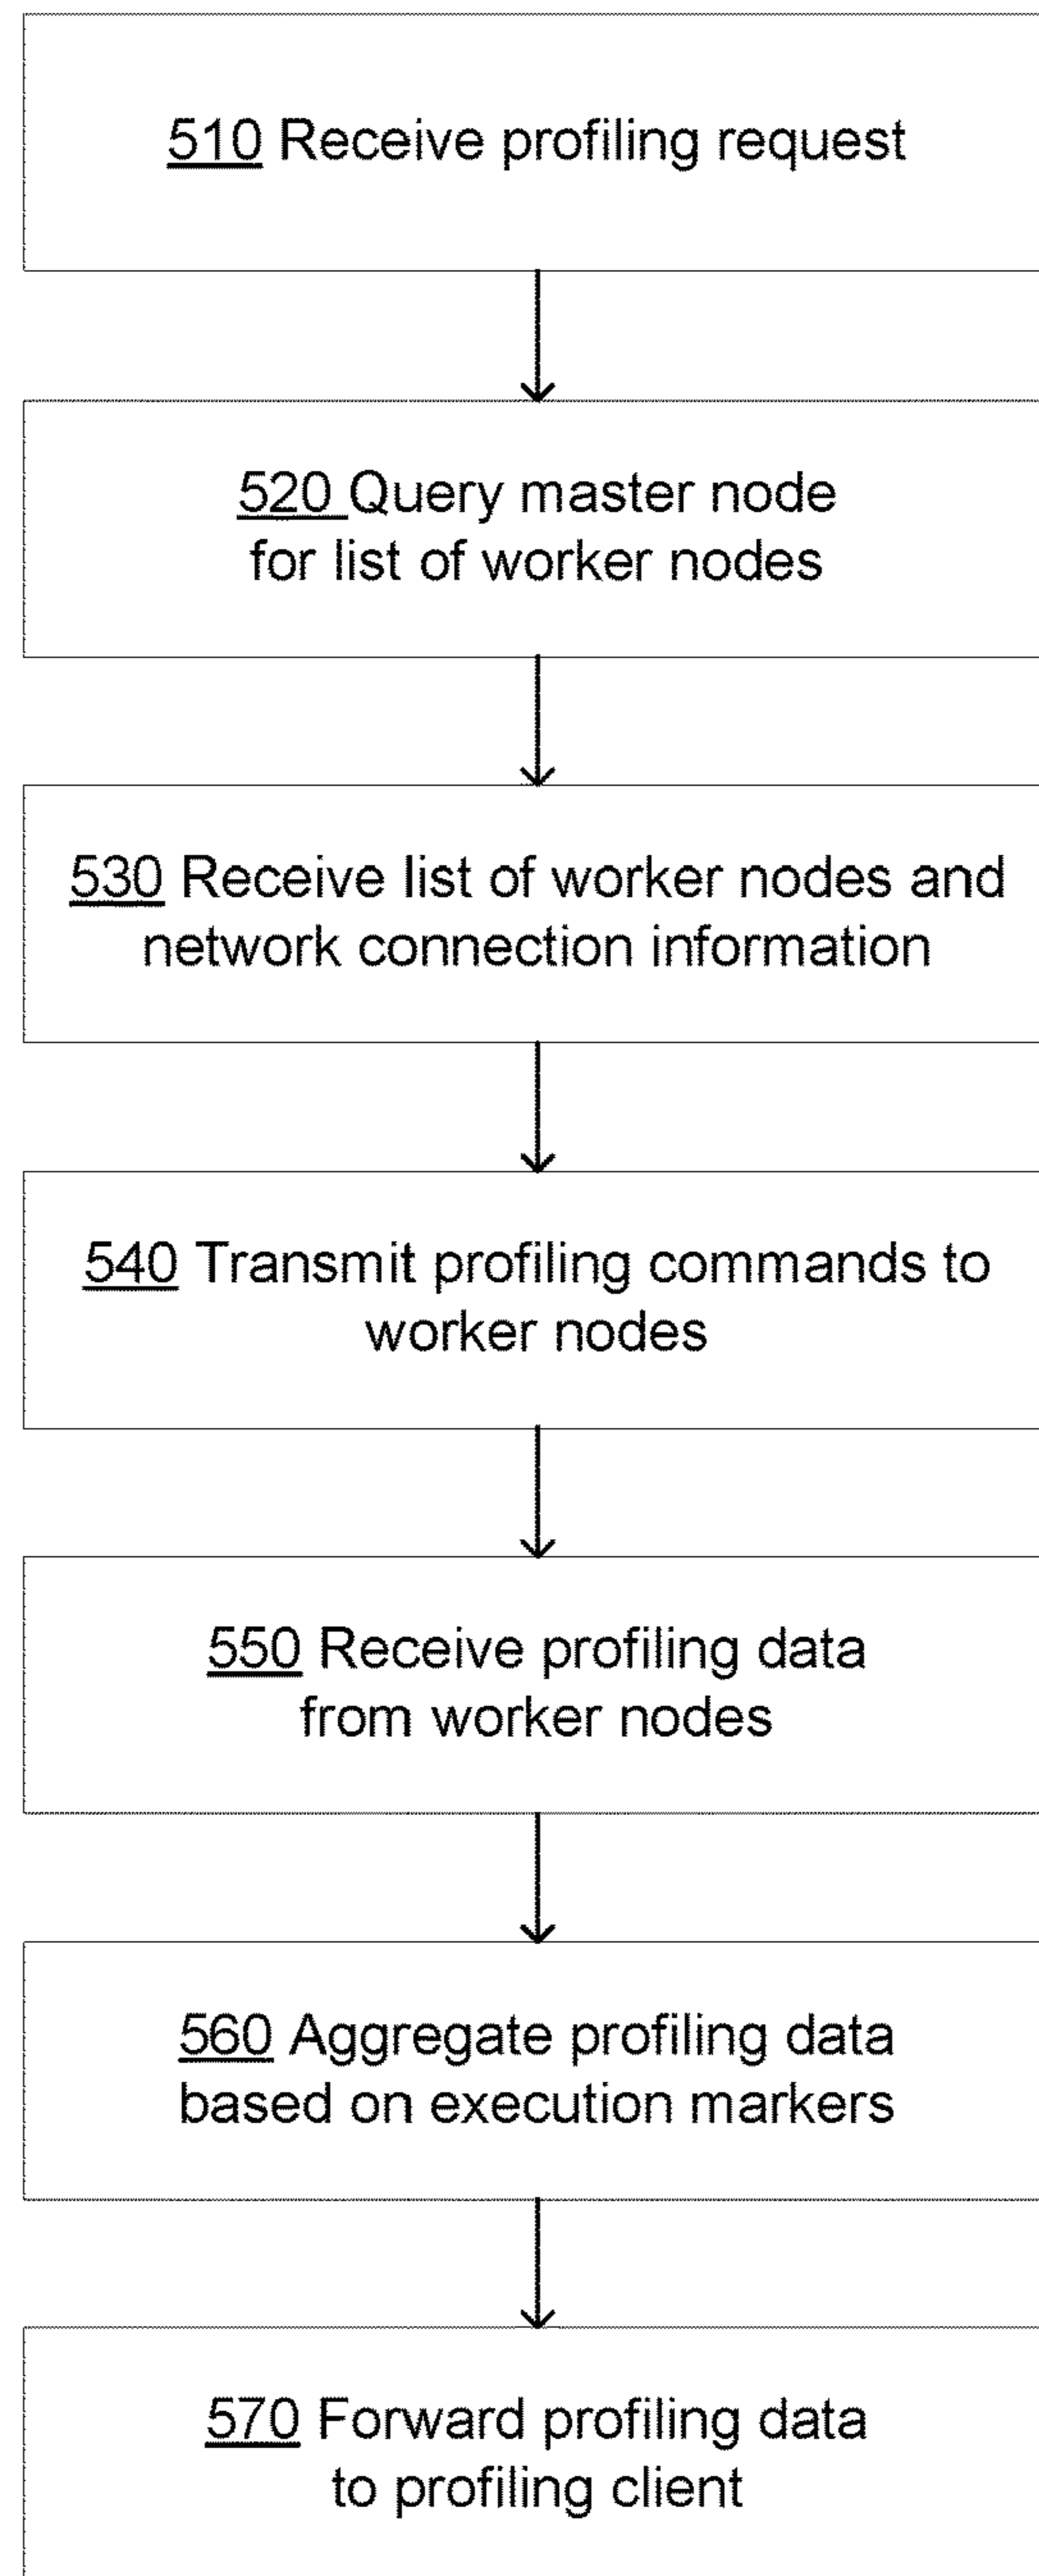 510 Receive profiling request
520 Query master node
for list of worker nodes
530 Receive list of worker nodes and
network connection information
540 Transmit profiling commands to
worker nodes
550 Receive profiling data
from worker nodes
560 Aggregate profiling data
based on execution markers
570 Forward profiling data
to profiling client